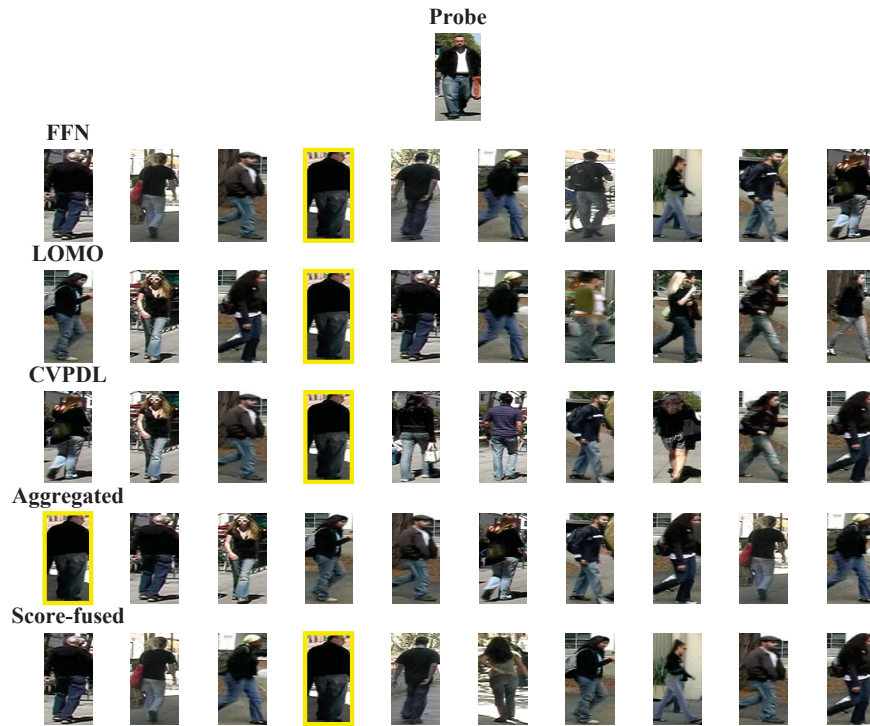 Probe
FFN
LOMO
CVPDL
Aggregated
Score-fused